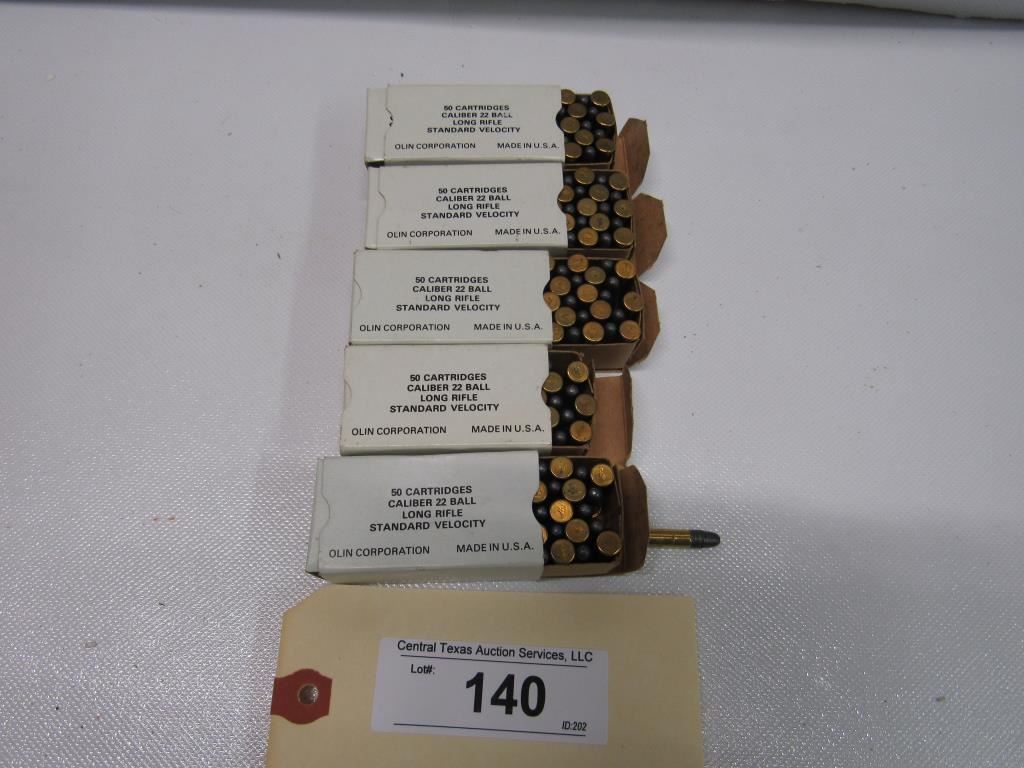 50 CARTRIDGES
CALIBER 22 BALL
LONG RIFLE
STANDARD VELOCITY
OLIN CORPORATION MADE IN U.S.A.
50 CARTRIDGES
CALIBER 22 BALL
LONG RIFLE
STANDARD VELOCITY
OLIN CORPORATION MADE IN U.S.A.
50 CARTRIDGES
CALIBER 22 BALL
LONG RIFLE
STANDARD VELOCITY
OLIN CORPORATION MADE IN U.S.A.
50 CARTRIDGES
CALIBER 22 BALL
LONG RIFLE
STANDARD VELOCITY
OLIN CORPORATION MADE IN U.S.A.
50 CARTRIDGES
CALIBER 22 BALL
LONG RIFLE
STANDARD VELOCITY
OLIN CORPORATION MADE IN U.S.A.
Central Texas Auction Services, LLC
Lot#:
140
ID:202